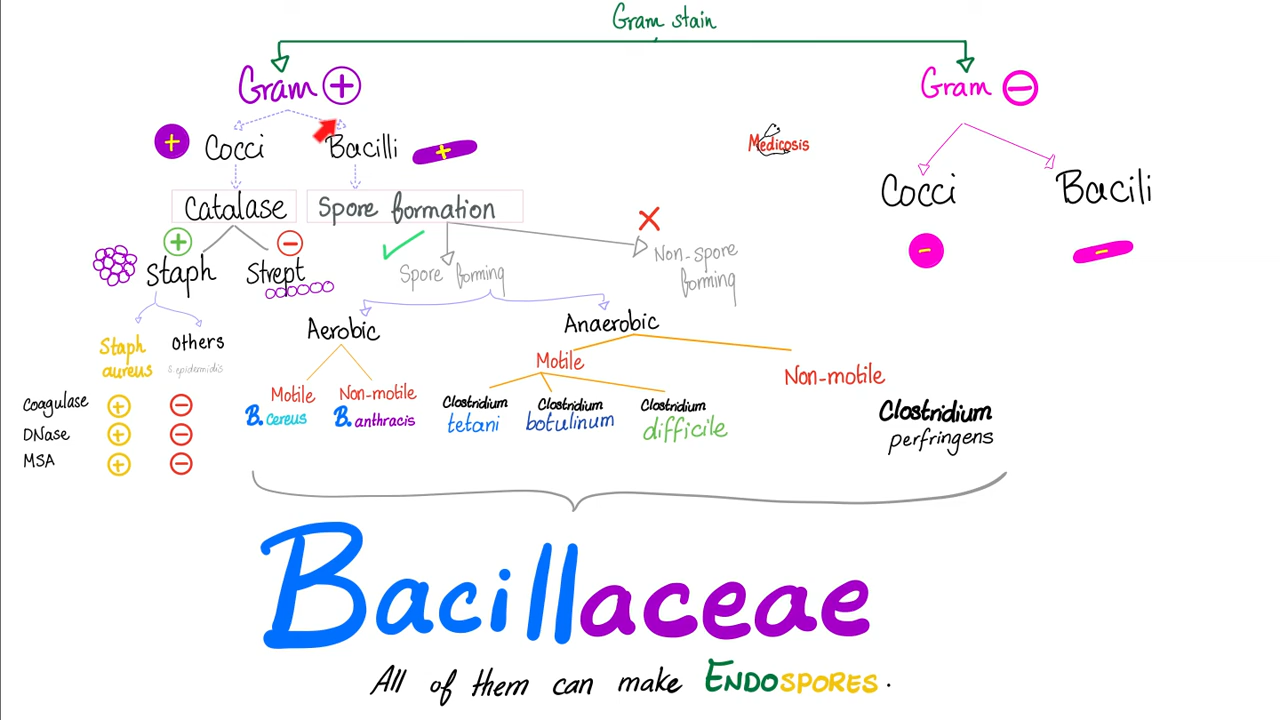 Gram stain
Gram +
Gram −
+ Cocci
Bacilli +
Medicosis
Cocci
Bacili
−
−
Catalase
Spore formation
+
−
Staph
Strept
Spore forming
Non-spore
forming
Aerobic
Anaerobic
Staph
aureus
Others
S. epidermidis
Motile
Non-motile
Motile
Non-motile
B. Cereus
B. anthracis
Clostridium
tetani
Clostridium
botulinum
Clostridium
difficile
Clostridium
perfringens
Coagulase + −
DNase + −
MSA + −
Bacillaceae
All of them can make ENDOSPORES.